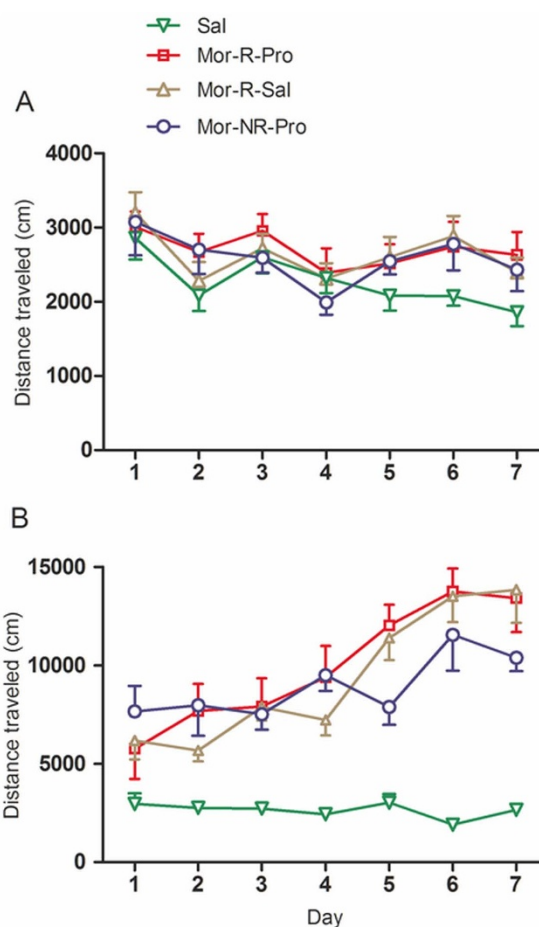 Sal
Mor-R-Pro
Mor-R-Sal
Mor-NR-Pro
A
4000
3000
2000
1000
0
Distance traveled (cm)
1 2 3 4 5 6 7
B
15000
10000
5000
0
Distance traveled (cm)
1 2 3 4 5 6 7
Day